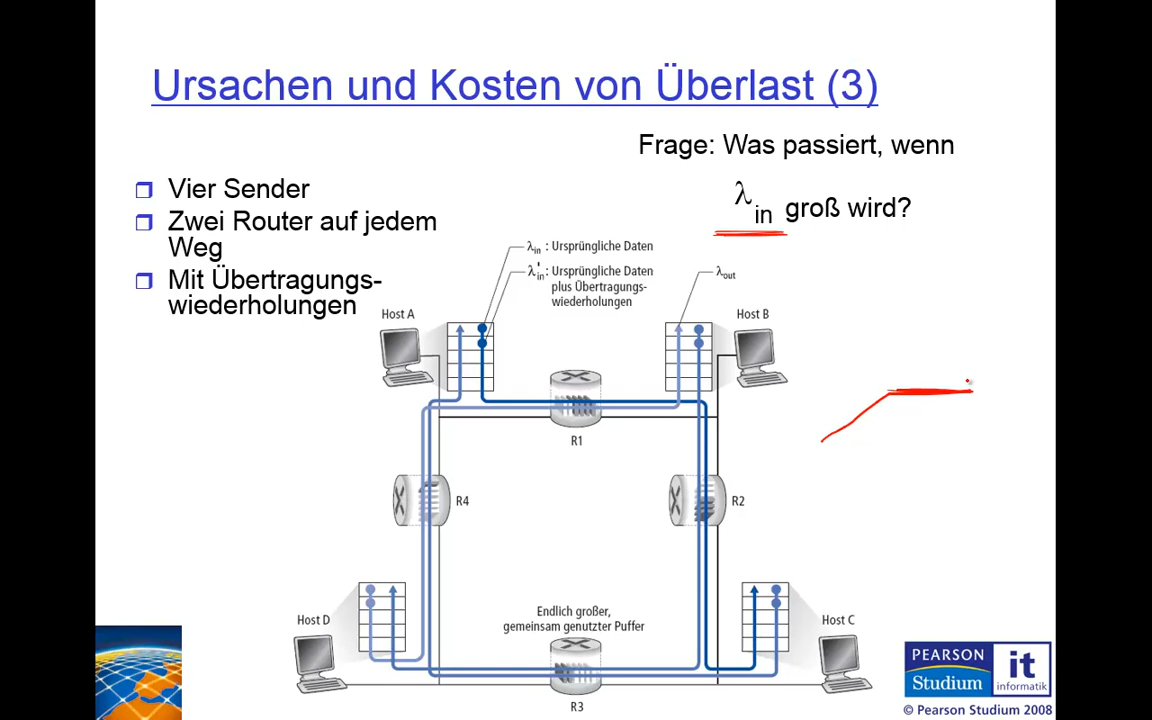 Ursachen und Kosten von Überlast (3)
Frage: Was passiert, wenn
λin groß wird?
Vier Sender
Zwei Router auf jedem
Weg
Mit Übertragungs-
wiederholungen
λin : Ursprüngliche Daten
λ'in: Ursprüngliche Daten
plus Übertragungs-
wiederholungen
λout
Host A
Host B
R1
R4
R2
Host D
Endlich großer,
gemeinsam genutzter Puffer
Host C
R3
PEARSON
Studium
it
informatik
© Pearson Studium 2008